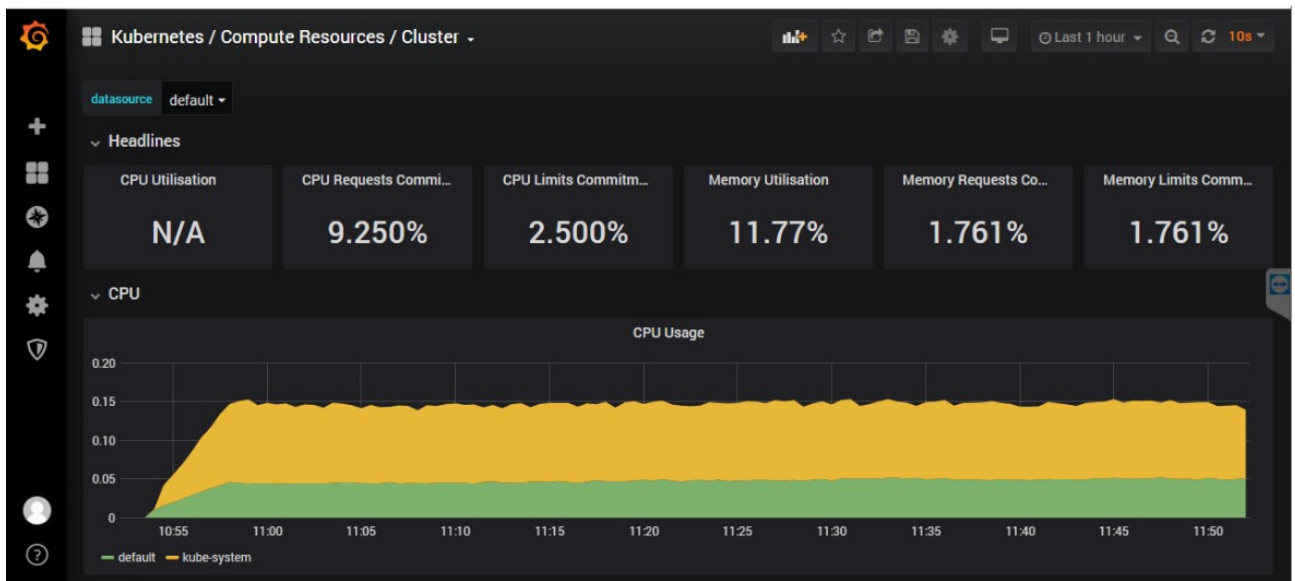 Kubernetes / Compute Resources / Cluster
Last 1 hour
10s
datasource default
Headlines
CPU Utilisation
N/A
CPU Requests Commi...
9.250%
CPU Limits Commitm...
2.500%
Memory Utilisation
11.77%
Memory Requests Co...
1.761%
Memory Limits Comm...
1.761%
CPU
CPU Usage
0.20
0.15
0.10
0.05
0
10:55 11:00 11:05 11:10 11:15 11:20 11:25 11:30 11:35 11:40 11:45 11:50
default kube-system